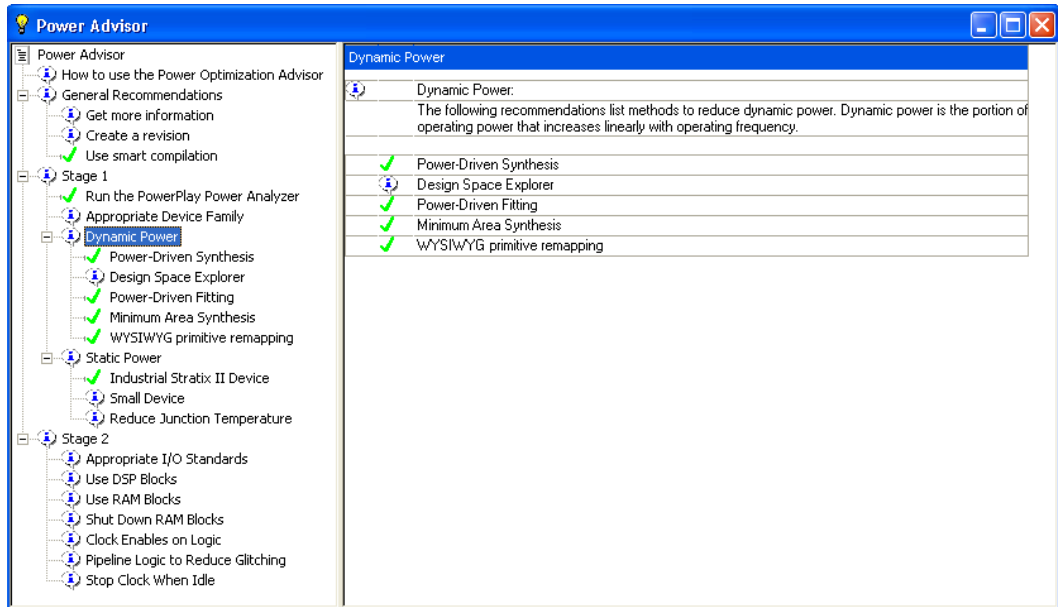 Power Advisor
Power Advisor
How to use the Power Optimization Advisor
General Recommendations
Get more information
Create a revision
Use smart compilation
Stage 1
Run the PowerPlay Power Analyzer
Appropriate Device Family
Dynamic Power
Power-Driven Synthesis
Design Space Explorer
Power-Driven Fitting
Minimum Area Synthesis
WYSIWYG primitive remapping
Static Power
Industrial Stratix II Device
Small Device
Reduce Junction Temperature
Stage 2
Appropriate I/O Standards
Use DSP Blocks
Use RAM Blocks
Shut Down RAM Blocks
Clock Enables on Logic
Pipeline Logic to Reduce Glitching
Stop Clock When Idle
Dynamic Power
Dynamic Power:
The following recommendations list methods to reduce dynamic power. Dynamic power is the portion of
operating power that increases linearly with operating frequency.
Power-Driven Synthesis
Design Space Explorer
Power-Driven Fitting
Minimum Area Synthesis
WYSIWYG primitive remapping